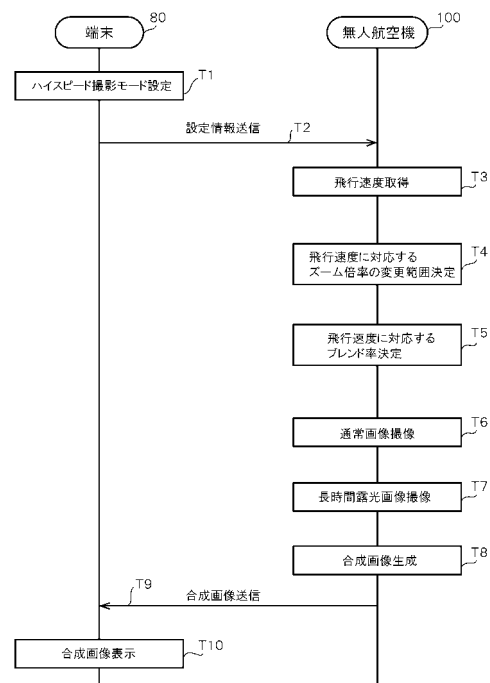 端末
80
無人航空機
100
ハイスピード撮影モード設定
T1
設定情報送信
T2
飛行速度取得
T3
飛行速度に対応する
ズーム倍率の変更範囲決定
T4
飛行速度に対応する
ブレンド率決定
T5
通常画像撮像
T6
長時間露光画像撮像
T7
合成画像生成
T8
T9
合成画像送信
合成画像表示
T10